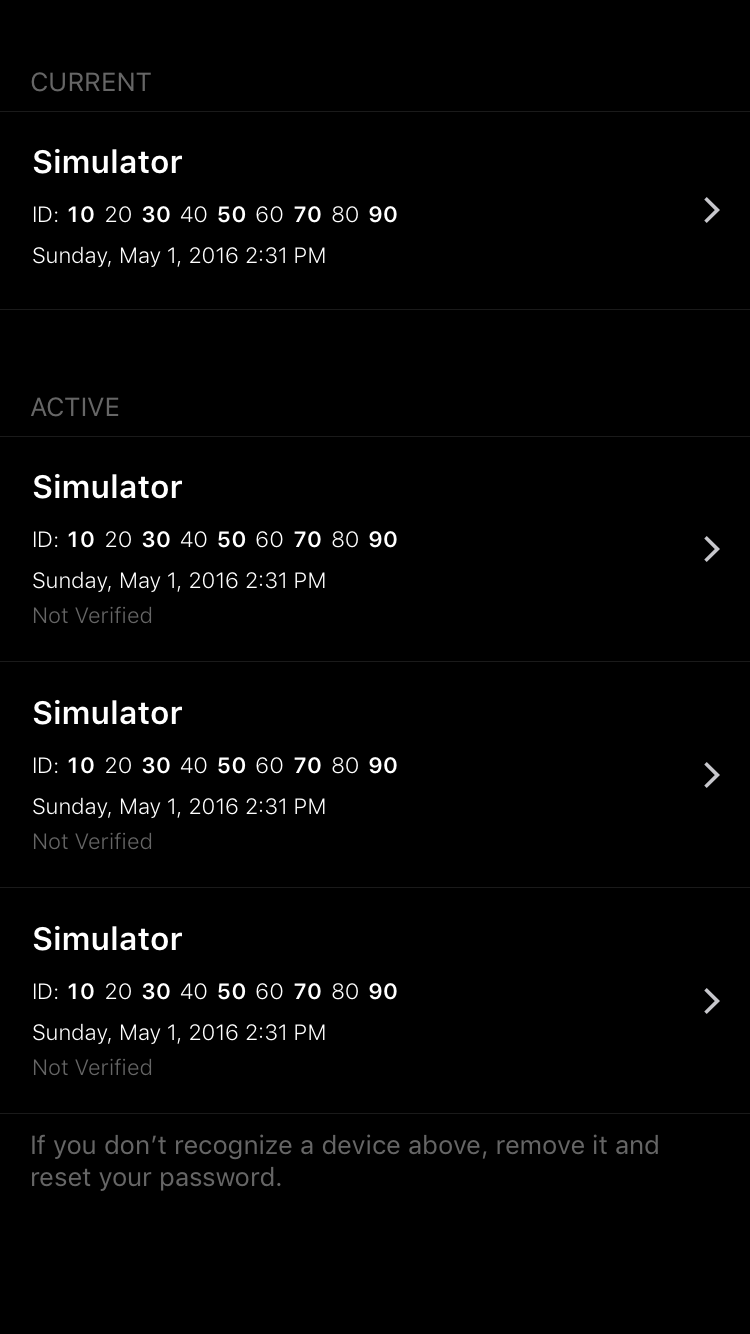 CURRENT
Simulator
ID: 10 20 30 40 50 60 70 80 90
Sunday, May 1, 2016 2:31 PM
ACTIVE
Simulator
ID: 10 20 30 40 50 60 70 80 90
Sunday, May 1, 2016 2:31 PM
Not Verified
Simulator
ID: 10 20 30 40 50 60 70 80 90
Sunday, May 1, 2016 2:31 PM
Not Verified
Simulator
ID: 10 20 30 40 50 60 70 80 90
Sunday, May 1, 2016 2:31 PM
Not Verified
If you don’t recognize a device above, remove it and
reset your password.